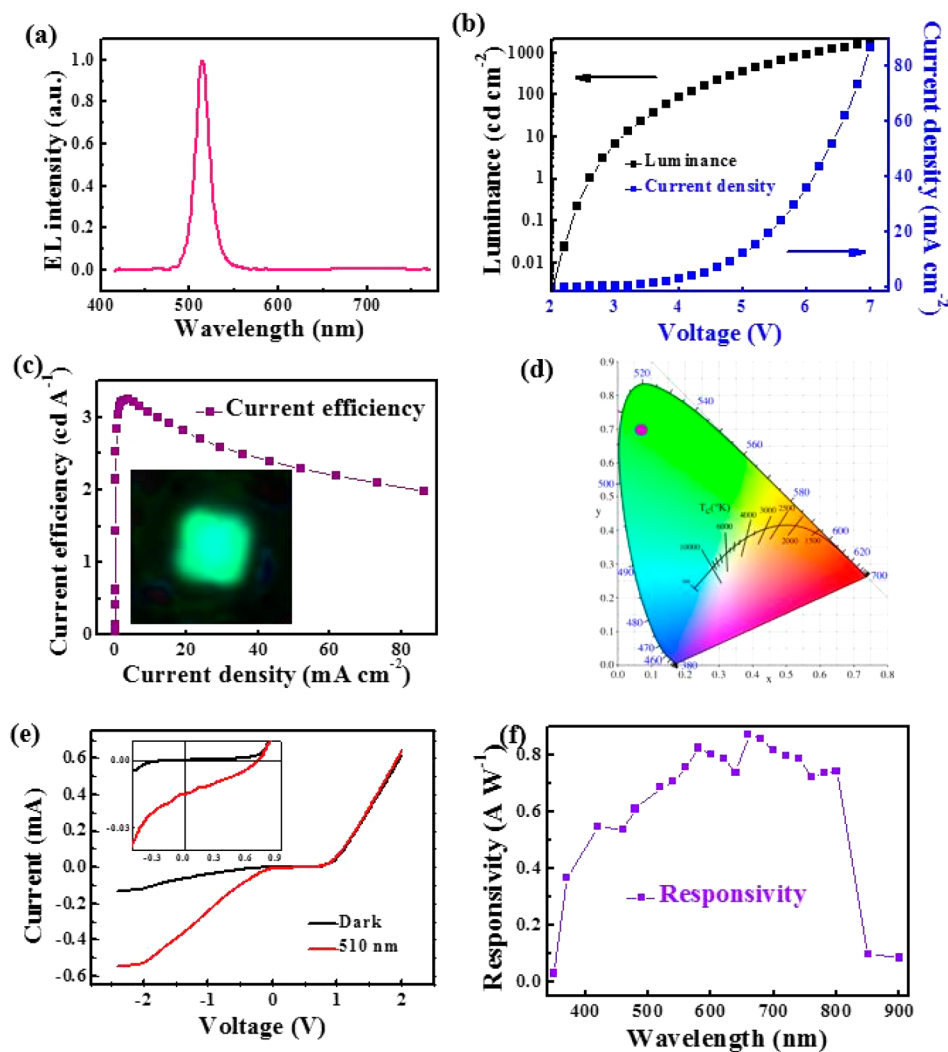 (a)
EL intensity (a.u.)
1.0
0.8
0.6
0.4
0.2
0.0
400 500 600 700
Wavelength (nm)
(b)
Luminance (cd cm⁻²)
1000
100
10
1
0.1
0.01
Luminance
Current density
80
60
40
20
0
Current density (mA cm⁻²)
2 3 4 5 6 7
Voltage (V)
(c)
Current efficiency (cd A⁻¹)
3
2
1
0
Current efficiency
0 20 40 60 80
Current density (mA cm⁻²)
(d)
0.9
0.8
0.7
0.6
0.5
y
0.4
0.3
0.2
0.1
0.0
520
540
560
500
580
T_C(°K)
2500
3000
4000
6000
600
2000
1500
10000
620
490
∞
700
480
470
460
380
0.0 0.1 0.2 0.3 0.4 0.5 0.6 0.7 0.8
x
(e)
Current (mA)
0.6
0.4
0.2
0.0
-0.2
-0.4
-0.6
0.00
-0.03
-0.3 0.0 0.3 0.6 0.9
Dark
510 nm
-2 -1 0 1 2
Voltage (V)
(f)
Responsivity (A W⁻¹)
0.8
0.6
0.4
0.2
0.0
Responsivity
400 500 600 700 800 900
Wavelength (nm)